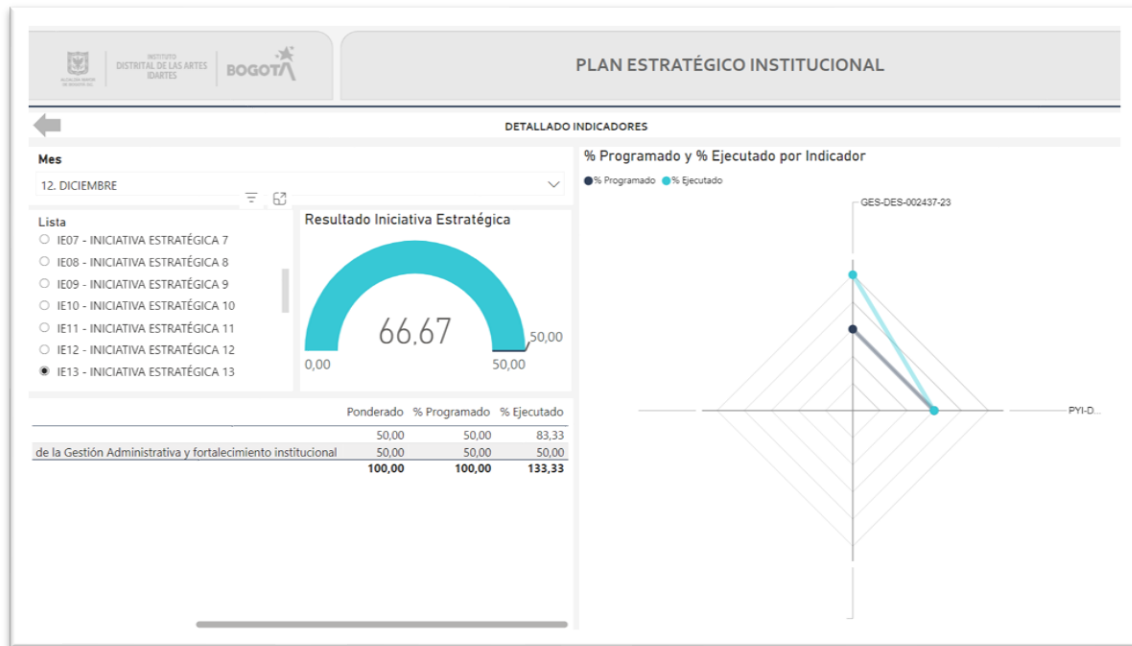 INSTITUTO
DISTRITAL DE LAS ARTES
IDARTES
BOGOTÁ
PLAN ESTRATÉGICO INSTITUCIONAL
DETALLADO INDICADORES
Mes
12. DICIEMBRE
Lista
IE07 - INICIATIVA ESTRATÉGICA 7
IE08 - INICIATIVA ESTRATÉGICA 8
IE09 - INICIATIVA ESTRATÉGICA 9
IE10 - INICIATIVA ESTRATÉGICA 10
IE11 - INICIATIVA ESTRATÉGICA 11
IE12 - INICIATIVA ESTRATÉGICA 12
IE13 - INICIATIVA ESTRATÉGICA 13
Resultado Iniciativa Estratégica
66,67
50,00
0,00 50,00
Ponderado % Programado % Ejecutado
50,00 50,00 83,33
de la Gestión Administrativa y fortalecimiento institucional 50,00 50,00 50,00
100,00 100,00 133,33
% Programado y % Ejecutado por Indicador
% Programado % Ejecutado
GES-DES-002437-23
PYI-D...